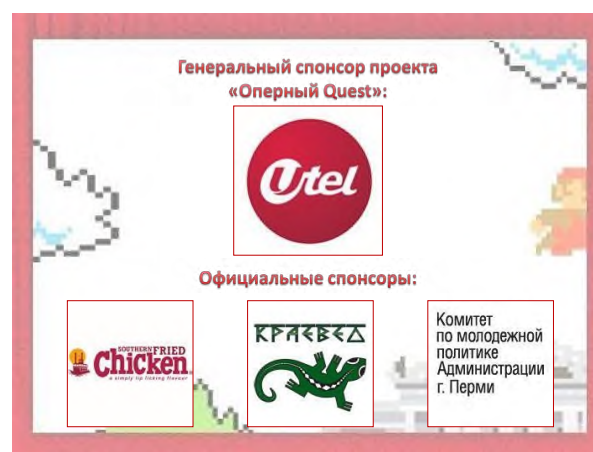 Генеральный спонсор проекта
«Оперный Quest»:
Utel
Официальные спонсоры:
SOUTHERN FRIED
Chicken
a simply lip licking flavour
КРАЕВЕД
Комитет
по молодежной
политике
Администрации
г. Перми